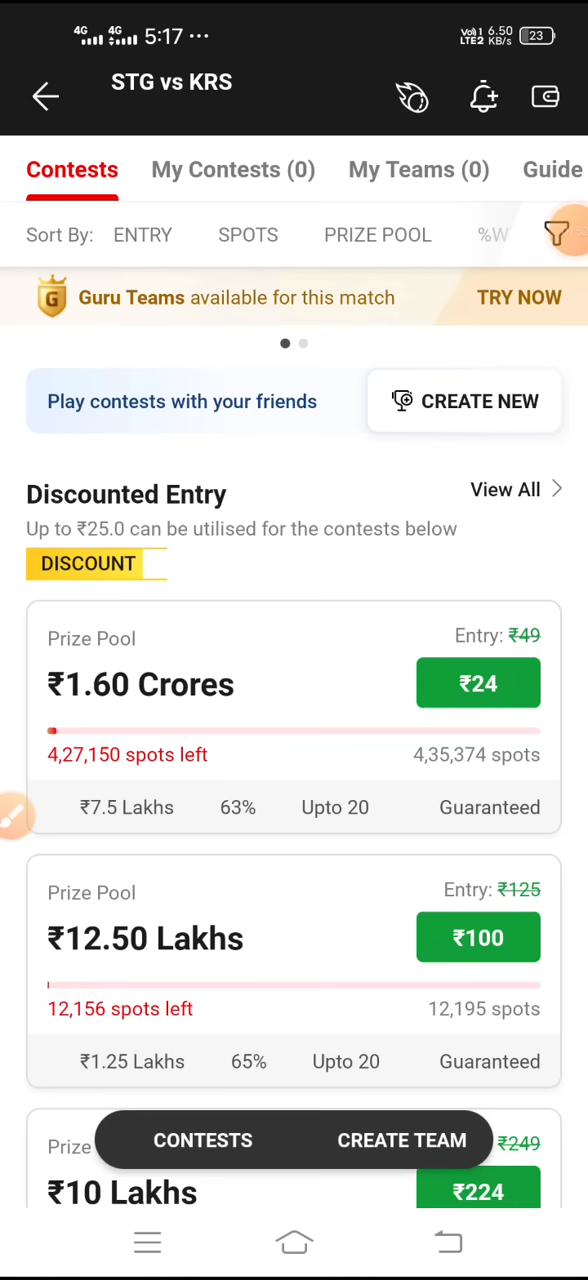 4G 4G 5:17 ··· Vo) 1 LTE2 6.50 KB/s 23
STG vs KRS
Contests My Contests (0) My Teams (0) Guide
Sort By: ENTRY SPOTS PRIZE POOL %W
G Guru Teams available for this match TRY NOW
Play contests with your friends CREATE NEW
Discounted Entry View All
Up to ₹25.0 can be utilised for the contests below
DISCOUNT
Prize Pool Entry: ₹49
₹1.60 Crores ₹24
4,27,150 spots left 4,35,374 spots
₹7.5 Lakhs 63% Upto 20 Guaranteed
Prize Pool Entry: ₹125
₹12.50 Lakhs ₹100
12,156 spots left 12,195 spots
₹1.25 Lakhs 65% Upto 20 Guaranteed
Prize ₹249
CONTESTS CREATE TEAM
₹10 Lakhs ₹224